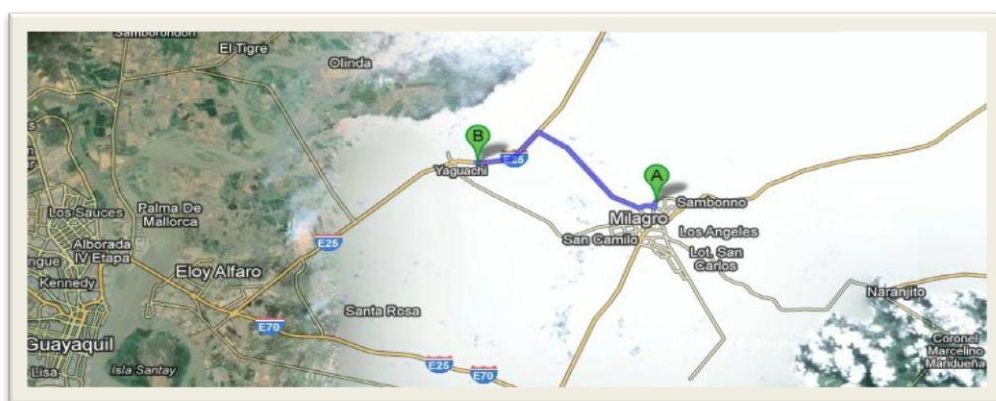 Samborondon
El Tigre
Olinda
B
E25
Yaguachi
A
Sambonno
Milagro
Los Angeles
San Camilo
Lot. San
Carlos
Los Sauces
Palma De
Mallorca
Alborada
IV Etapa
ngue
Kennedy
Eloy Alfaro
E25
Santa Rosa
E70
Naranjito
Guayaquil
Lisa
Isla Santay
E25
E70
Coronel
Marcelino
Maridueña